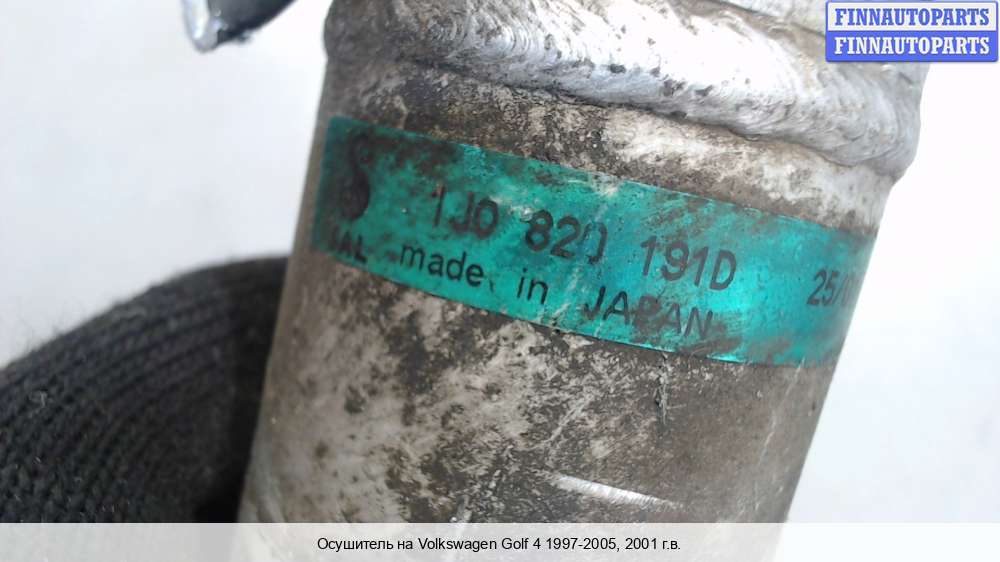 FINNAUTOPARTS
FINNAUTOPARTS
S 1J0 820 191D
made in JAPAN
Осушитель на Volkswagen Golf 4 1997-2005, 2001 г.в.